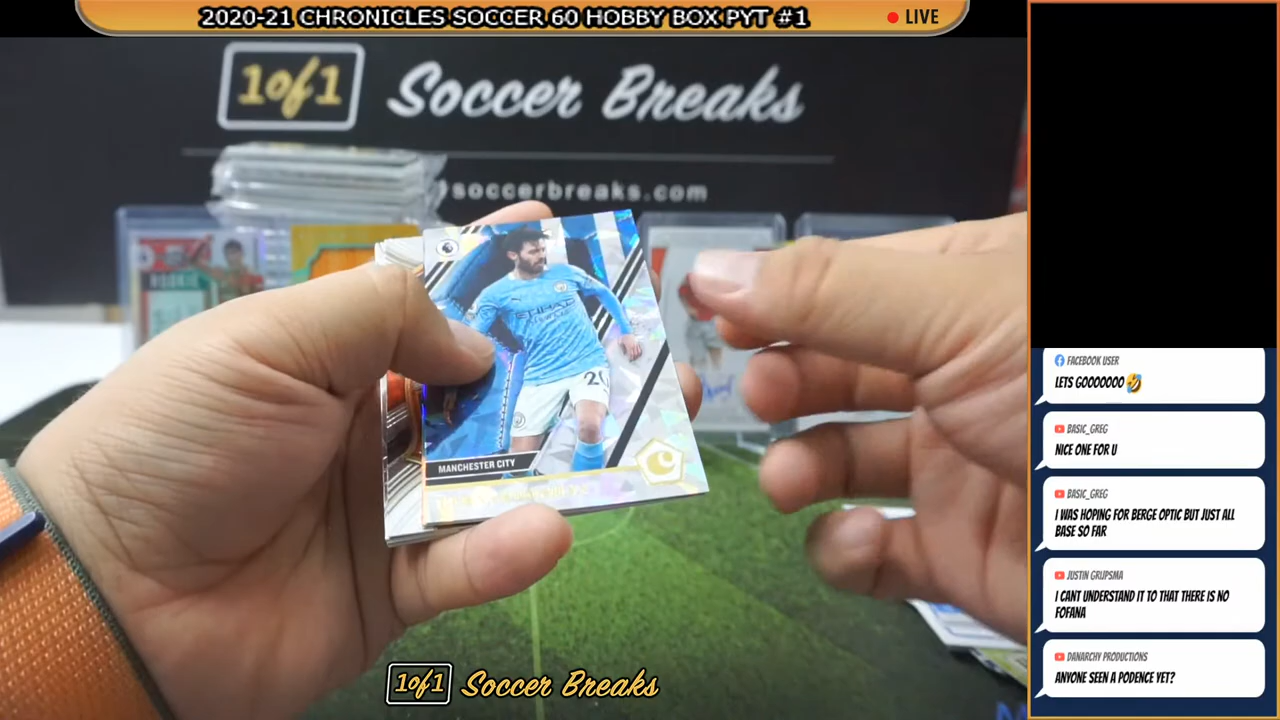 2020-21 CHRONICLES SOCCER 60 HOBBY BOX PYT #1
LIVE
1of1 Soccer Breaks
soccerbreaks.com
ROOKIE
ETIHAD
20
MANCHESTER CITY
1of1 Soccer Breaks
FACEBOOK USER
LETS GOOOOOOO 🤣
BASIC_GREG
NICE ONE FOR U
BASIC_GREG
I WAS HOPING FOR BERGE OPTIC BUT JUST ALL
BASE SO FAR
JUSTIN GRIJPSMA
I CANT UNDERSTAND IT TO THAT THERE IS NO
FOFANA
DANARCHY PRODUCTIONS
ANYONE SEEN A PODENCE YET?